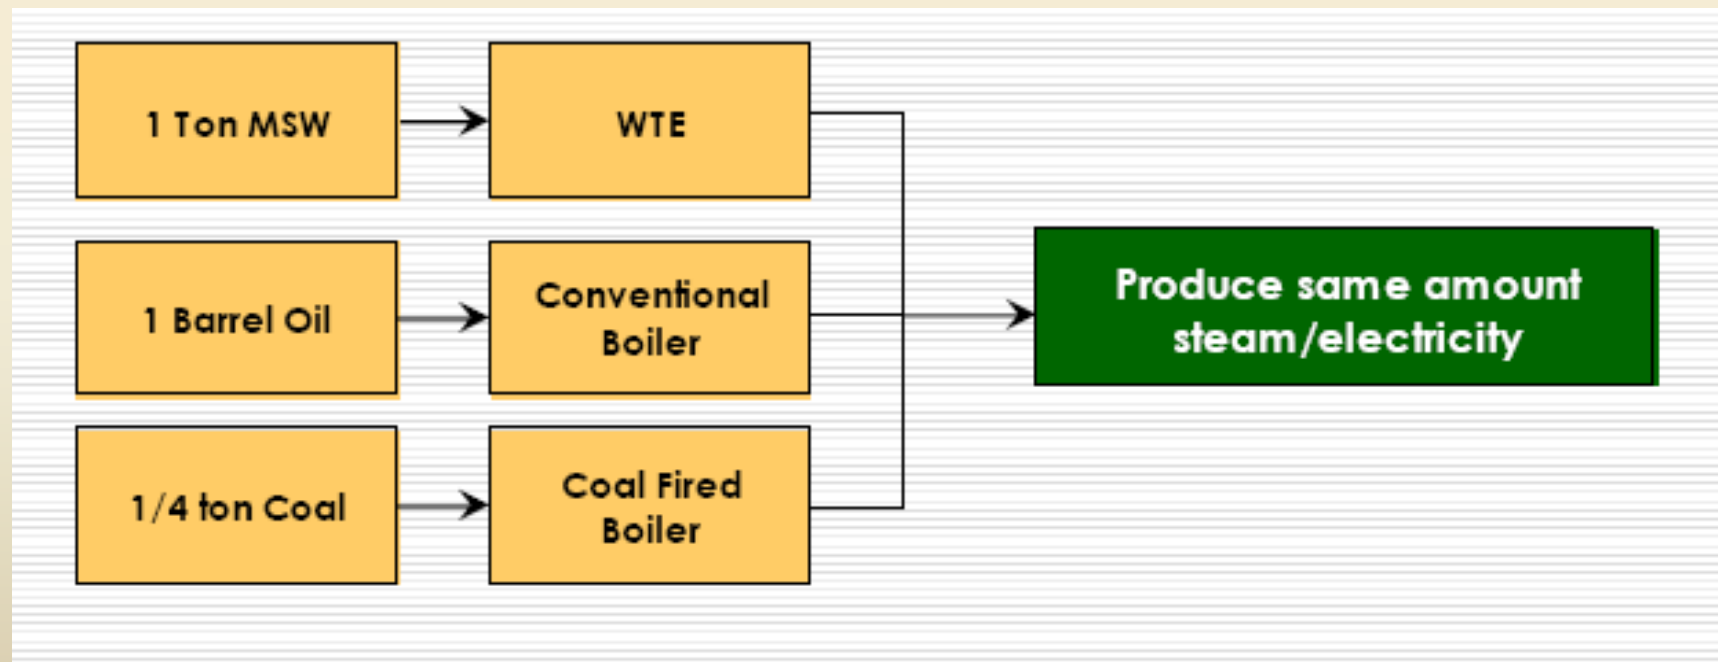 1 Ton MSW
WTE
1 Barrel Oil
Conventional
Boiler
1/4 ton Coal
Coal Fired
Boiler
Produce same amount
steam/electricity